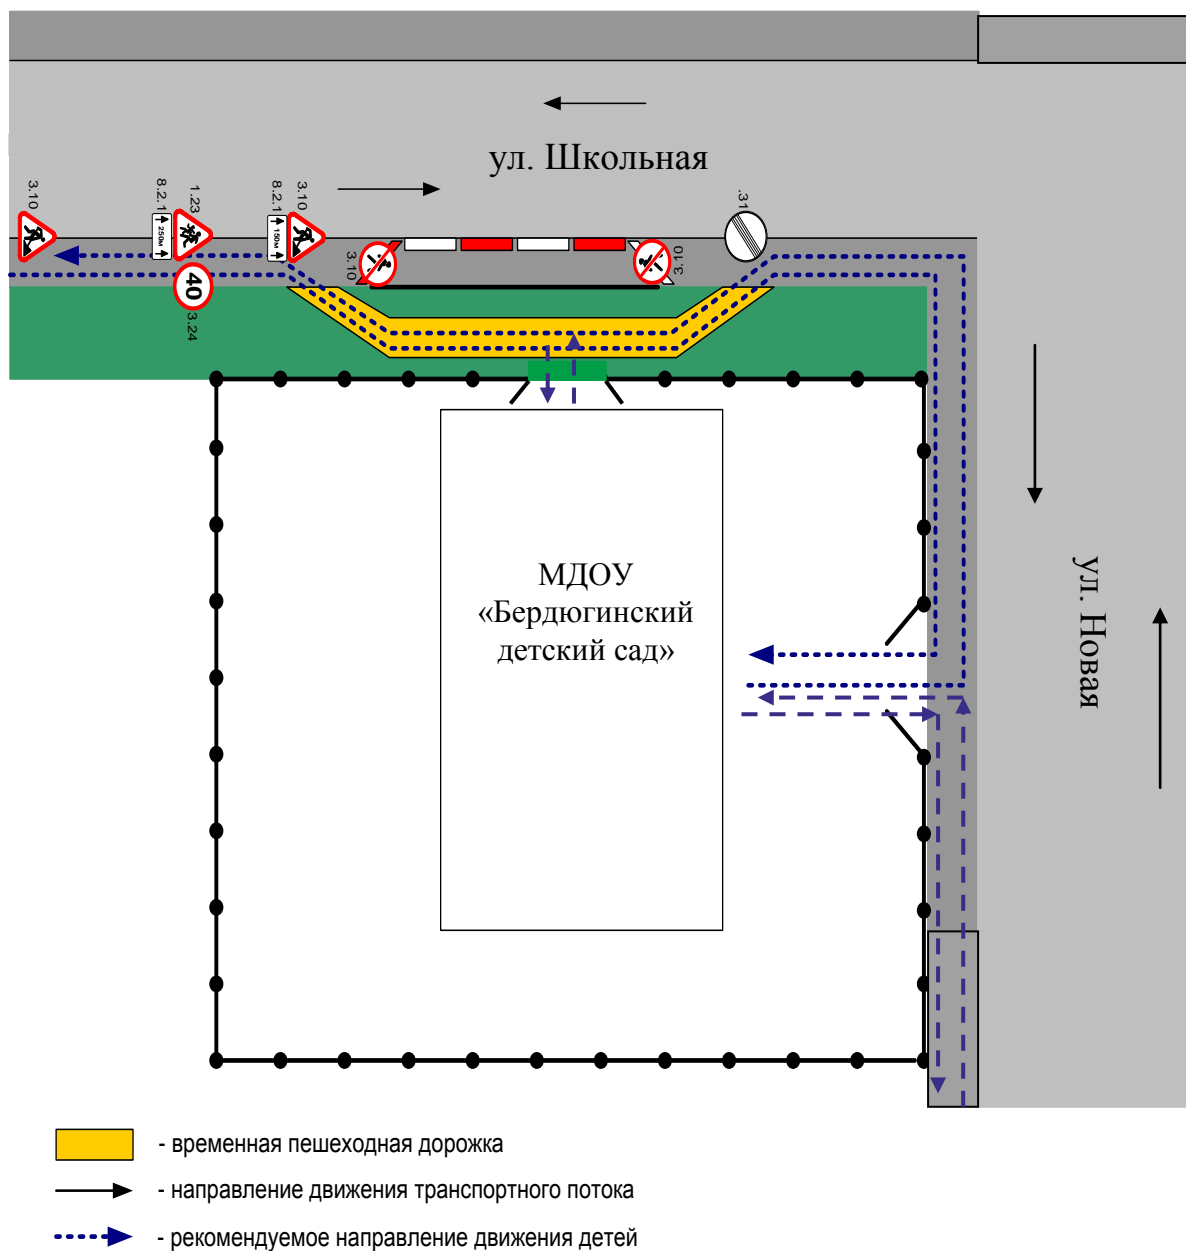 ул. Школьная
3.10
8.2.1
250м
1.23
40
3.24
8.2.1
150м
3.10
3.10
3.10
.31
МДОУ
«Бердюгинский
детский сад»
ул. Новая
- временная пешеходная дорожка
- направление движения транспортного потока
- рекомендуемое направление движения детей